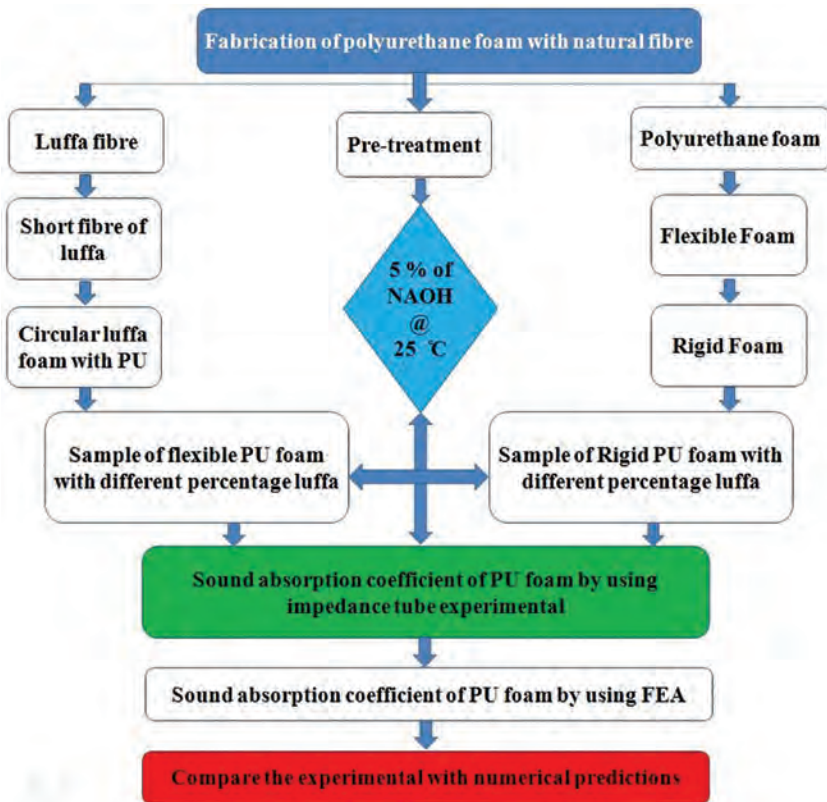 Fabrication of polyurethane foam with natural fibre
Luffa fibre
Pre-treatment
Polyurethane foam
Short fibre of
luffa
Flexible Foam
5 % of
NAOH
@
25 ℃
Circular luffa
foam with PU
Rigid Foam
Sample of flexible PU foam
with different percentage luffa
Sample of Rigid PU foam with
different percentage luffa
Sound absorption coefficient of PU foam by using
impedance tube experimental
Sound absorption coefficient of PU foam by using FEA
Compare the experimental with numerical predictions